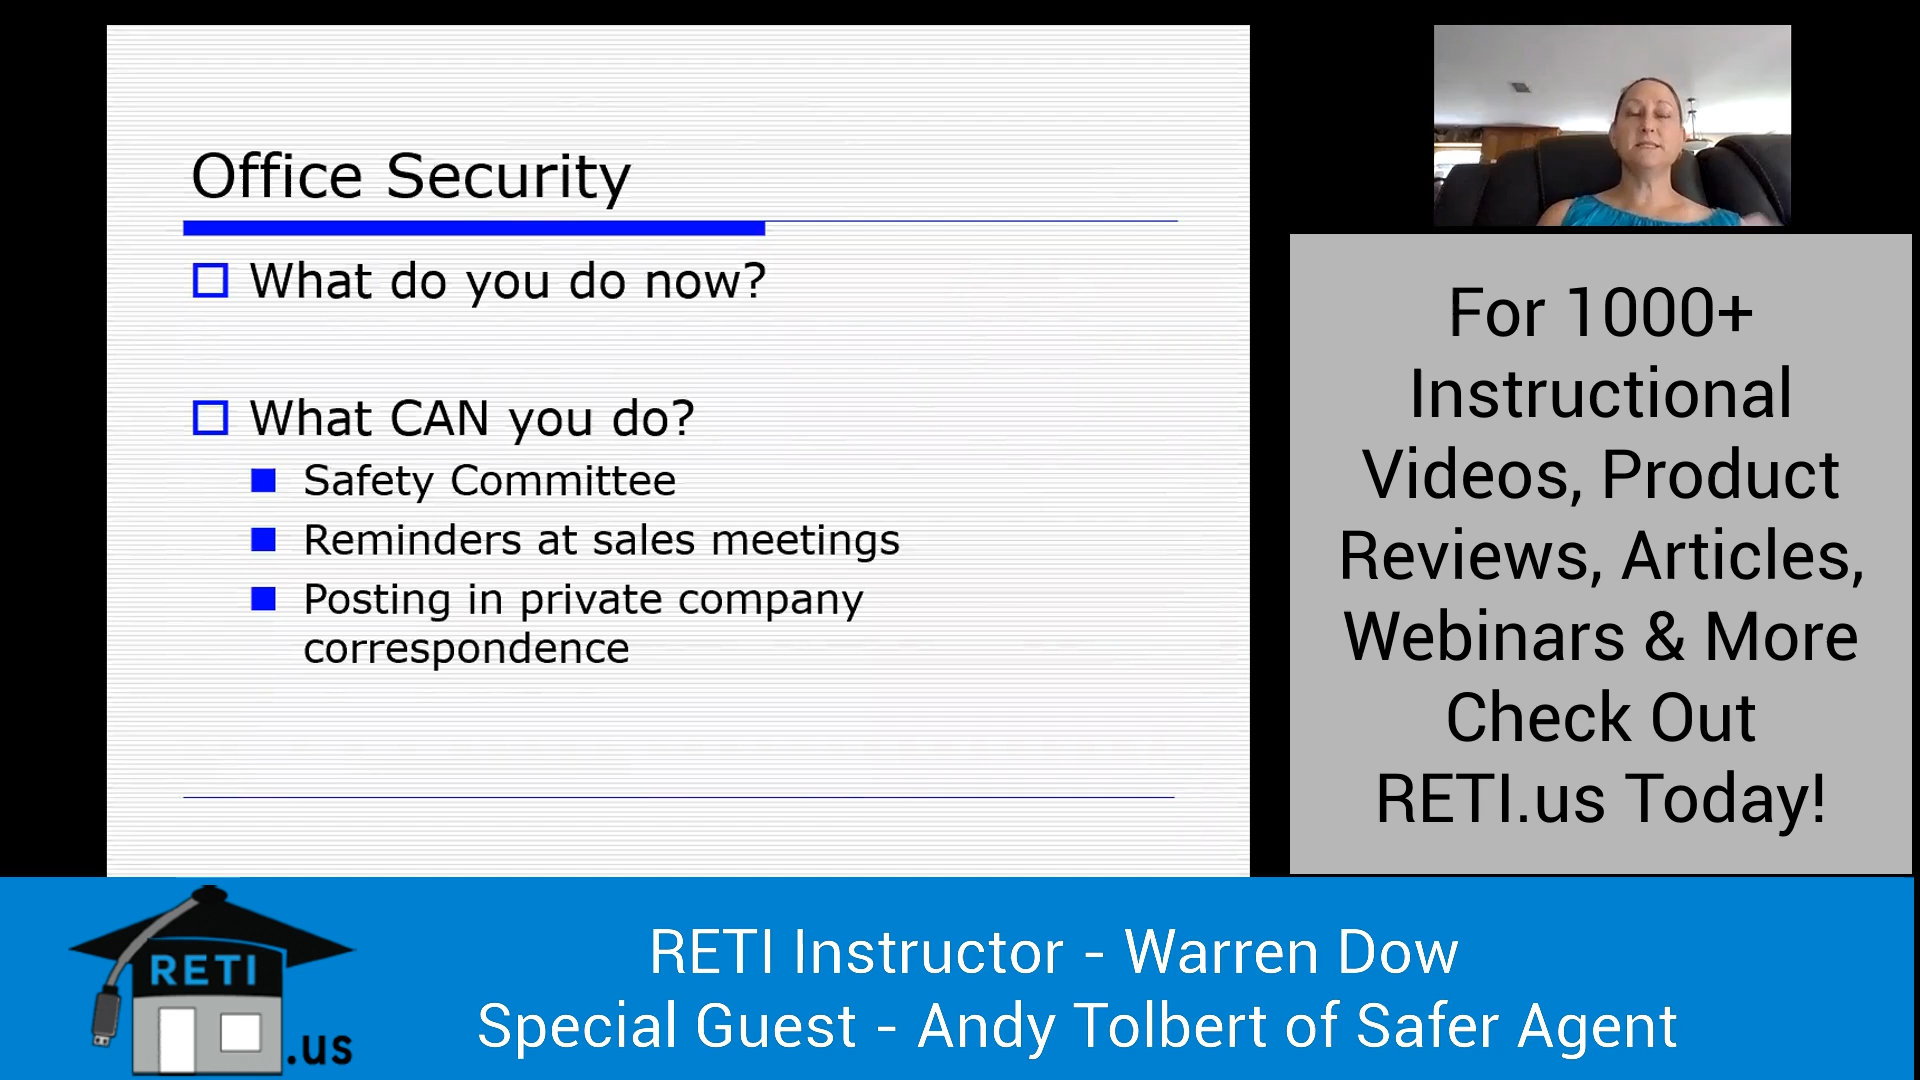 Office Security
What do you do now?
What CAN you do?
Safety Committee
Reminders at sales meetings
Posting in private company
correspondence
For 1000+
Instructional
Videos, Product
Reviews, Articles,
Webinars & More
Check Out
RETI.us Today!
RETI
.us
RETI Instructor - Warren Dow
Special Guest - Andy Tolbert of Safer Agent